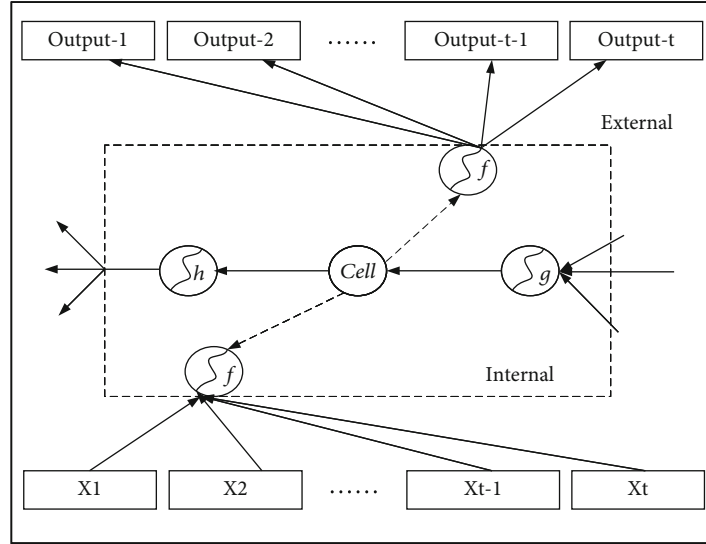 Output-1 Output-2 ...... Output-t-1 Output-t
External
f
h Cell g
f
Internal
X1 X2 ...... Xt-1 Xt